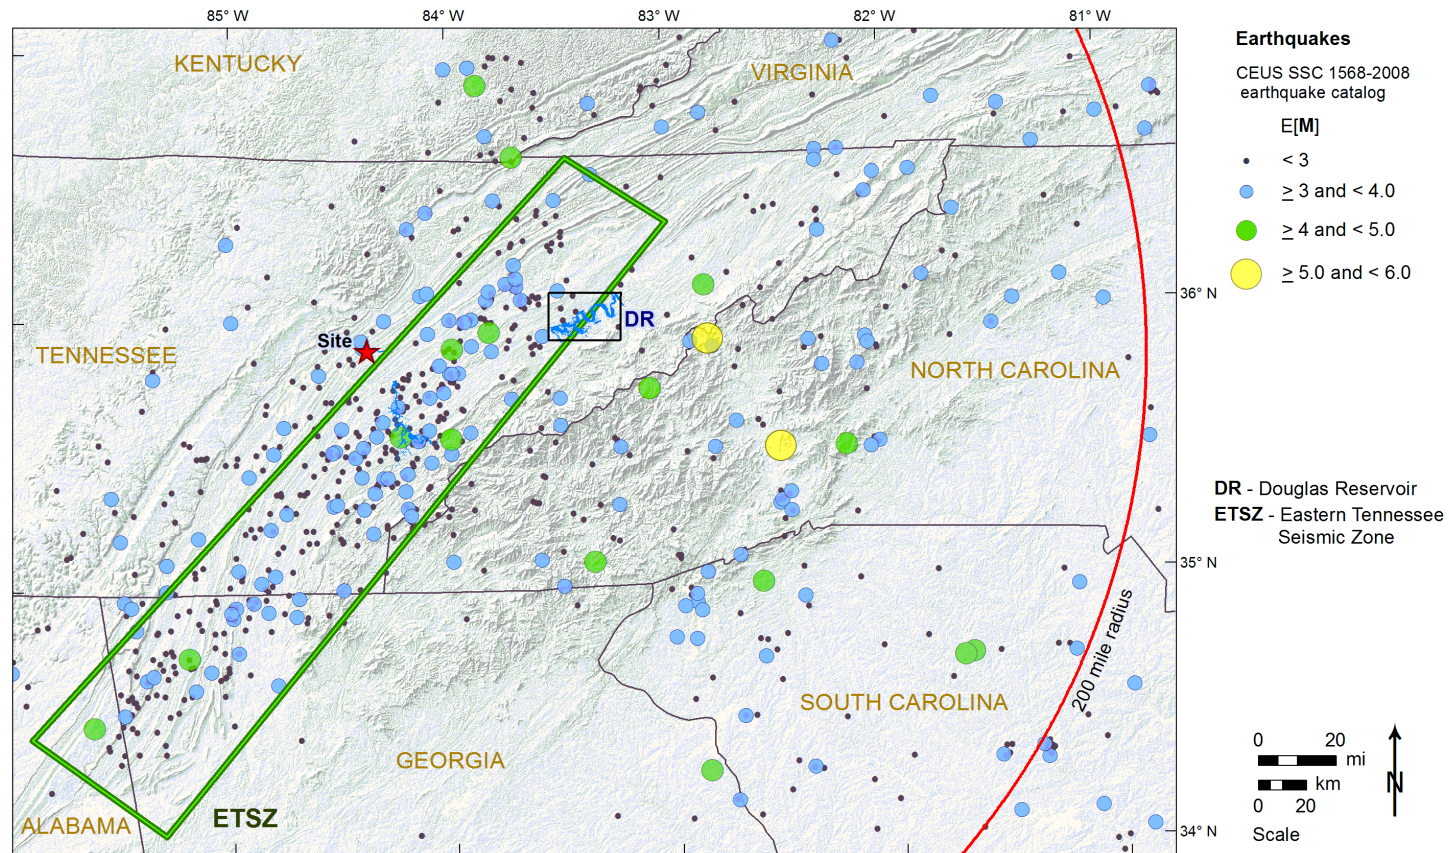 85° W
84° W
83° W
82° W
81° W
KENTUCKY
VIRGINIA
TENNESSEE
Site
DR
NORTH CAROLINA
36° N
35° N
34° N
SOUTH CAROLINA
GEORGIA
ALABAMA
ETSZ
200 mile radius
Earthquakes
CEUS SSC 1568-2008
earthquake catalog
E[M]
< 3
≥ 3 and < 4.0
≥ 4 and < 5.0
≥ 5.0 and < 6.0
DR - Douglas Reservoir
ETSZ - Eastern Tennessee
Seismic Zone
0 20
mi
km
0 20
Scale
N